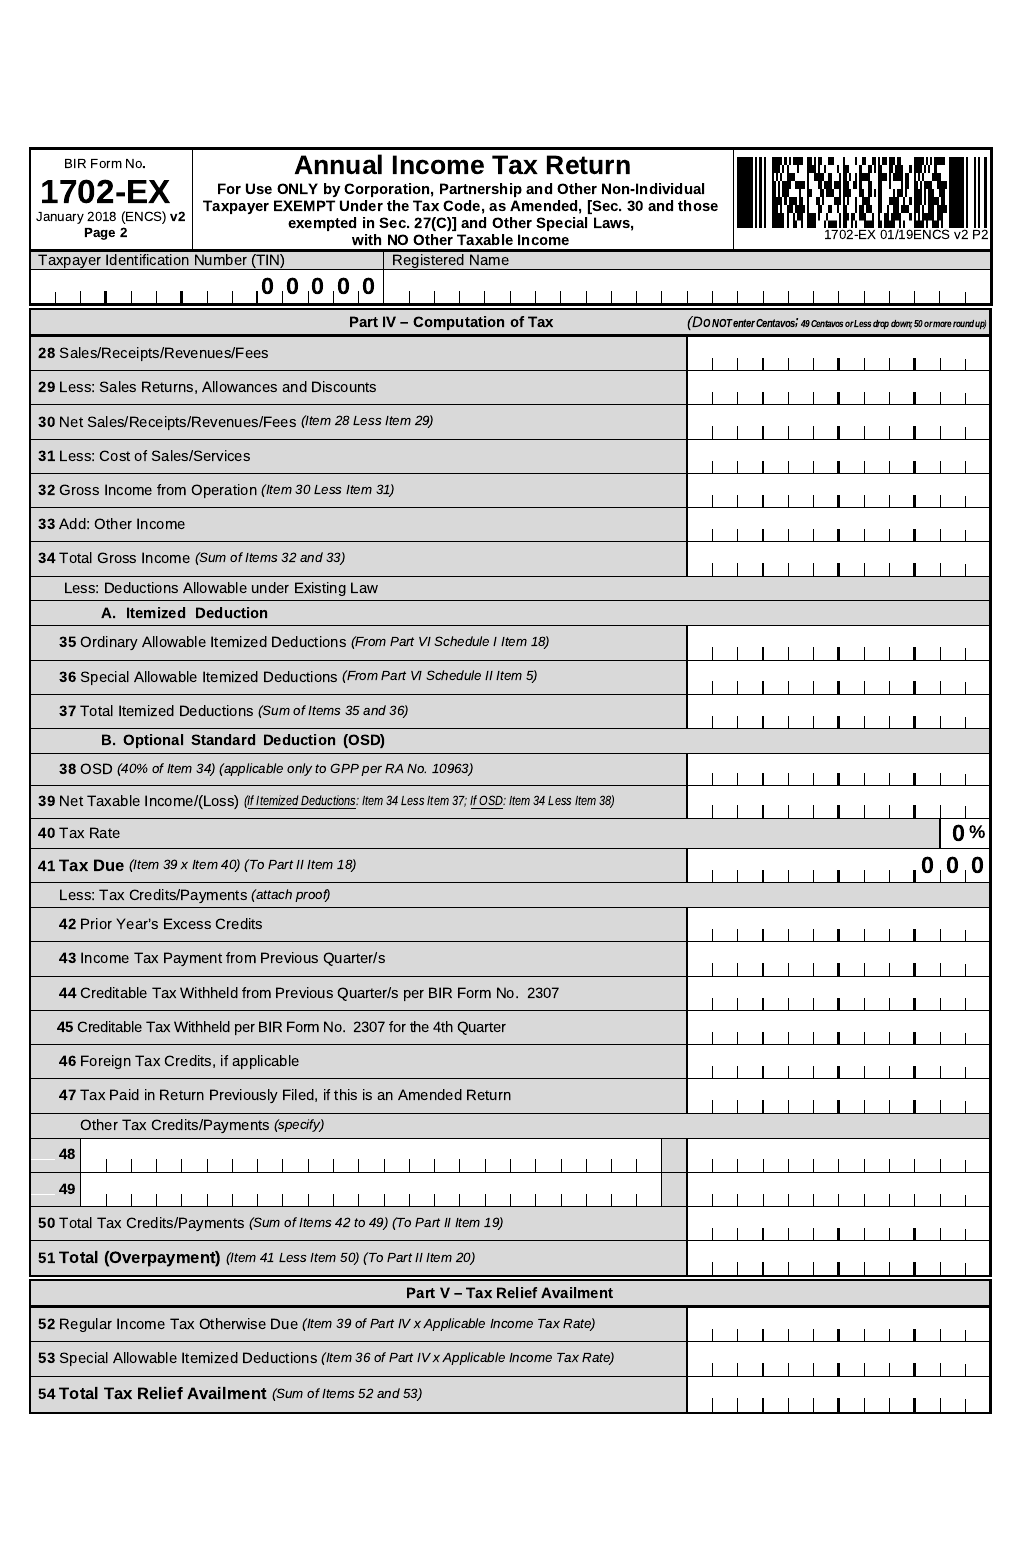 BIR Form No.
1702-EX
January 2018 (ENCS) v2
Page 2
Annual Income Tax Return
For Use ONLY by Corporation, Partnership and Other Non-Individual
Taxpayer EXEMPT Under the Tax Code, as Amended, [Sec. 30 and those
exempted in Sec. 27(C)] and Other Special Laws,
with NO Other Taxable Income
1702-EX 01/19ENCS v2 P2
Taxpayer Identification Number (TIN) Registered Name
0 0 0 0 0
Part IV – Computation of Tax (DO NOT enter Centavos; 49 Centavos or Less drop down; 50 or more round up)
28 Sales/Receipts/Revenues/Fees
29 Less: Sales Returns, Allowances and Discounts
30 Net Sales/Receipts/Revenues/Fees (Item 28 Less Item 29)
31 Less: Cost of Sales/Services
32 Gross Income from Operation (Item 30 Less Item 31)
33 Add: Other Income
34 Total Gross Income (Sum of Items 32 and 33)
Less: Deductions Allowable under Existing Law
A. Itemized Deduction
35 Ordinary Allowable Itemized Deductions (From Part VI Schedule I Item 18)
36 Special Allowable Itemized Deductions (From Part VI Schedule II Item 5)
37 Total Itemized Deductions (Sum of Items 35 and 36)
B. Optional Standard Deduction (OSD)
38 OSD (40% of Item 34) (applicable only to GPP per RA No. 10963)
39 Net Taxable Income/(Loss) (If Itemized Deductions: Item 34 Less Item 37; If OSD: Item 34 Less Item 38)
40 Tax Rate 0 %
41 Tax Due (Item 39 x Item 40) (To Part II Item 18) 0 0 0
Less: Tax Credits/Payments (attach proof)
42 Prior Year's Excess Credits
43 Income Tax Payment from Previous Quarter/s
44 Creditable Tax Withheld from Previous Quarter/s per BIR Form No. 2307
45 Creditable Tax Withheld per BIR Form No. 2307 for the 4th Quarter
46 Foreign Tax Credits, if applicable
47 Tax Paid in Return Previously Filed, if this is an Amended Return
Other Tax Credits/Payments (specify)
48
49
50 Total Tax Credits/Payments (Sum of Items 42 to 49) (To Part II Item 19)
51 Total (Overpayment) (Item 41 Less Item 50) (To Part II Item 20)
Part V – Tax Relief Availment
52 Regular Income Tax Otherwise Due (Item 39 of Part IV x Applicable Income Tax Rate)
53 Special Allowable Itemized Deductions (Item 36 of Part IV x Applicable Income Tax Rate)
54 Total Tax Relief Availment (Sum of Items 52 and 53)